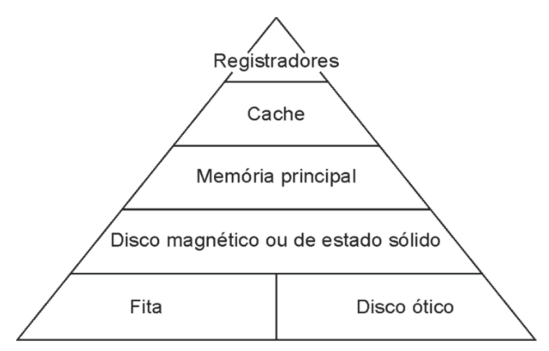 Registradores
Cache
Memória principal
Disco magnético ou de estado sólido
Fita
Disco ótico